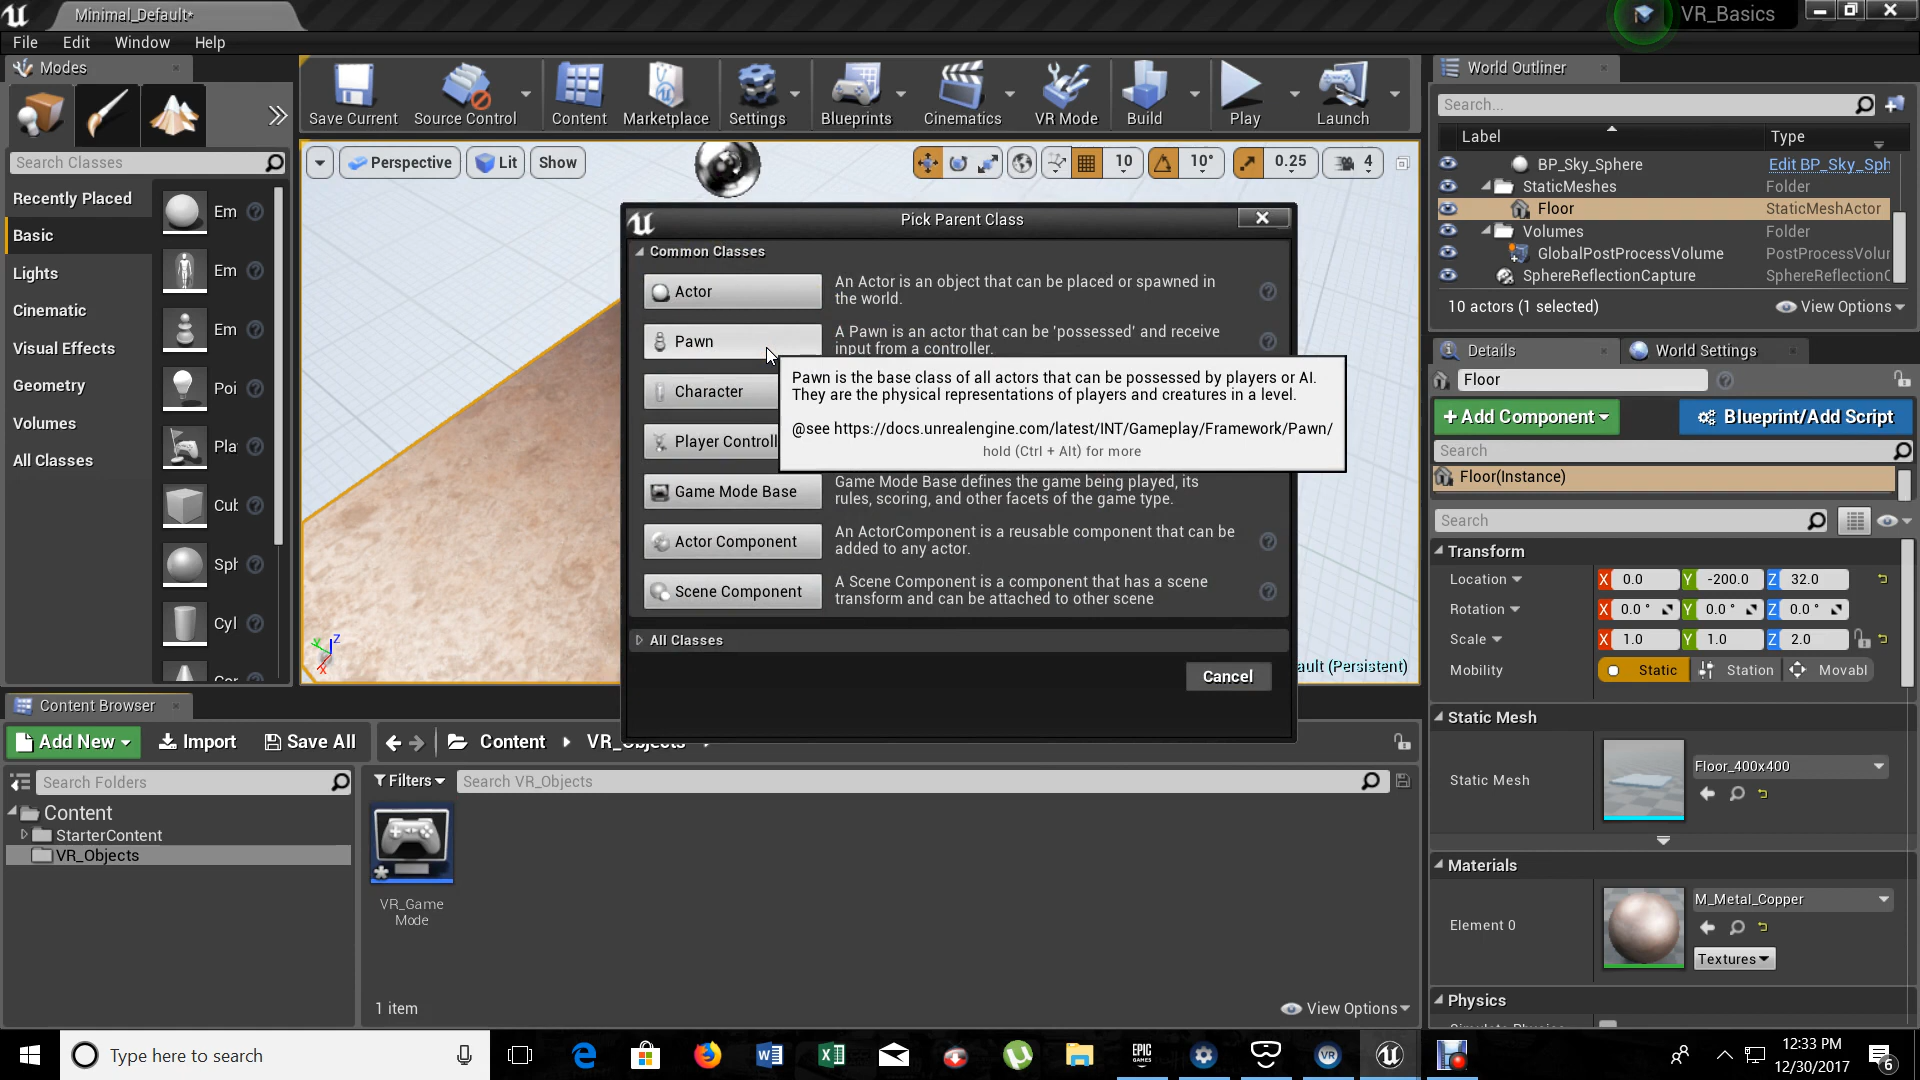 Minimal_Default*
VR_Basics
File Edit Window Help
Modes
Save Current Source Control Content Marketplace Settings Blueprints Cinematics VR Mode Build Play Launch
World Outliner
Search...
Label Type
BP_Sky_Sphere Edit BP_Sky_Sph
StaticMeshes Folder
Floor StaticMeshActor
Volumes Folder
GlobalPostProcessVolume PostProcessVolur
SphereReflectionCapture SphereReflectionC
10 actors (1 selected) View Options
Search Classes
Recently Placed
Basic
Lights
Cinematic
Visual Effects
Geometry
Volumes
All Classes
Em
Em
Em
Poi
Pla
Cub
Sph
Cyl
Perspective Lit Show 10 10° 0.25 4
Pick Parent Class
Common Classes
Actor
An Actor is an object that can be placed or spawned in
the world.
Pawn
A Pawn is an actor that can be 'possessed' and receive
input from a controller.
Pawn is the base class of all actors that can be possessed by players or AI.
They are the physical representations of players and creatures in a level.
@see https://docs.unrealengine.com/latest/INT/Gameplay/Framework/Pawn/
hold (Ctrl + Alt) for more
Character
Player Controll
Game Mode Base
Game Mode Base defines the game being played, its
rules, scoring, and other facets of the game type.
Actor Component
An ActorComponent is a reusable component that can be
added to any actor.
Scene Component
A Scene Component is a component that has a scene
transform and can be attached to other scene
All Classes
Cancel
ault (Persistent)
Z
Y
X
Details World Settings
Floor
+ Add Component Blueprint/Add Script
Search
Floor(Instance)
Search
Transform
Location X 0.0 Y -200.0 Z 32.0
Rotation X 0.0 ° Y 0.0 ° Z 0.0 °
Scale X 1.0 Y 1.0 Z 2.0
Mobility Static Station Movabl
Static Mesh
Static Mesh Floor_400x400
Materials
Element 0 M_Metal_Copper
Textures
Physics
Content Browser
Add New Import Save All Content VR_Objects
Search Folders
Filters Search VR_Objects
Content
StarterContent
VR_Objects
VR_Game
Mode
1 item View Options
Type here to search
EPIC
GAMES
VR
12:33 PM
12/30/2017
6